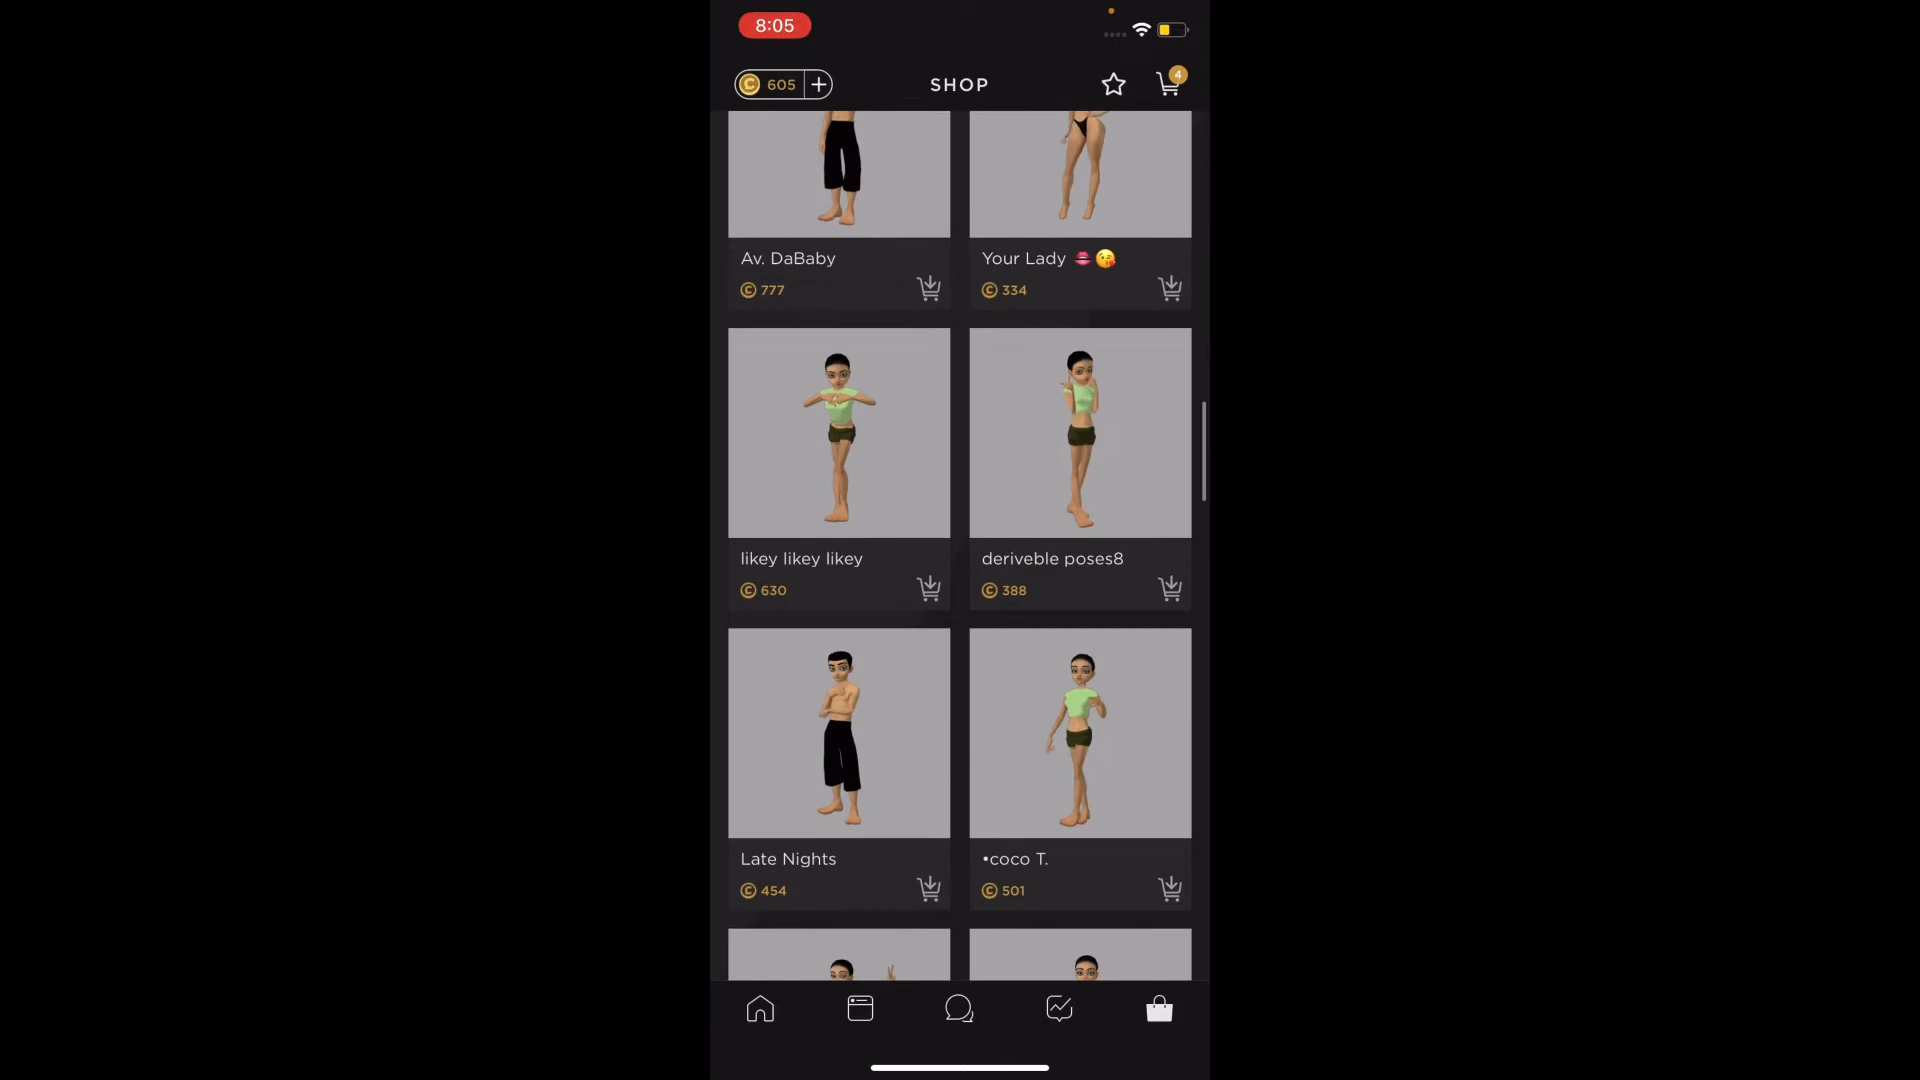 8:05
605
SHOP
4
Av. DaBaby
777
Your Lady 🫦😘
334
likey likey likey
630
deriveble poses8
388
Late Nights
454
•coco T.
501